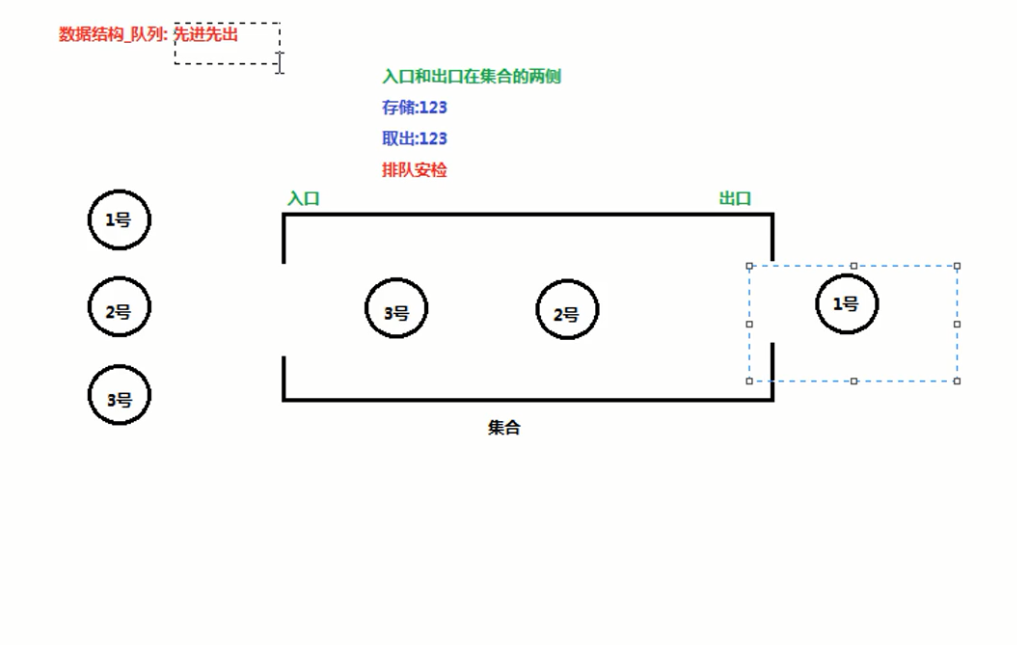 数据结构_队列: 先进先出
入口和出口在集合的两侧
存储:123
取出:123
排队安检
入口
出口
1号
2号
3号
3号
2号
1号
集合